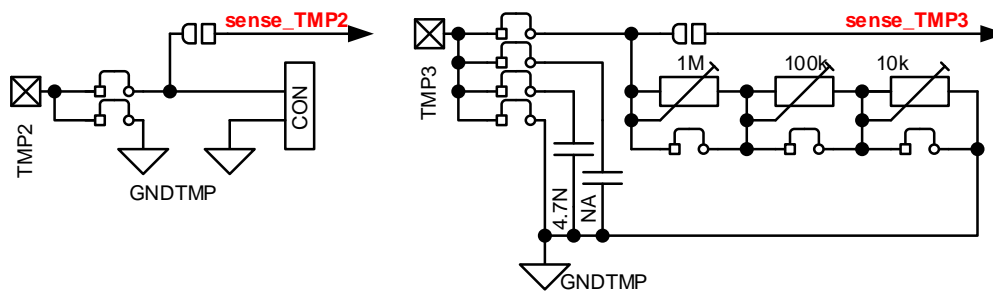 sense_TMP2
TMP2
CON
GNDTMP
sense_TMP3
TMP3
1M
100k
10k
4.7N
NA
GNDTMP